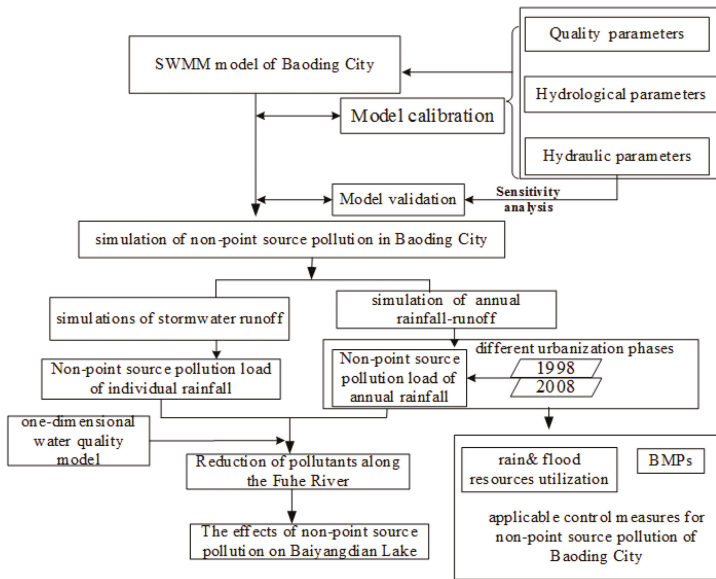 Quality parameters
SWMM model of Baoding City
Hydrological parameters
Model calibration
Hydraulic parameters
Sensitivity
analysis
Model validation
simulation of non-point source pollution in Baoding City
simulations of stormwater runoff
simulation of annual
rainfall-runoff
different urbanization phases
Non-point source pollution load
of individual rainfall
Non-point source
pollution load of
annual rainfall
1998
2008
one-dimensional
water quality
model
Reduction of pollutants along
the Fuhe River
rain& flood
resources utilization
BMPs
The effects of non-point source
pollution on Baiyangdian Lake
applicable control measures for
non-point source pollution of
Baoding City